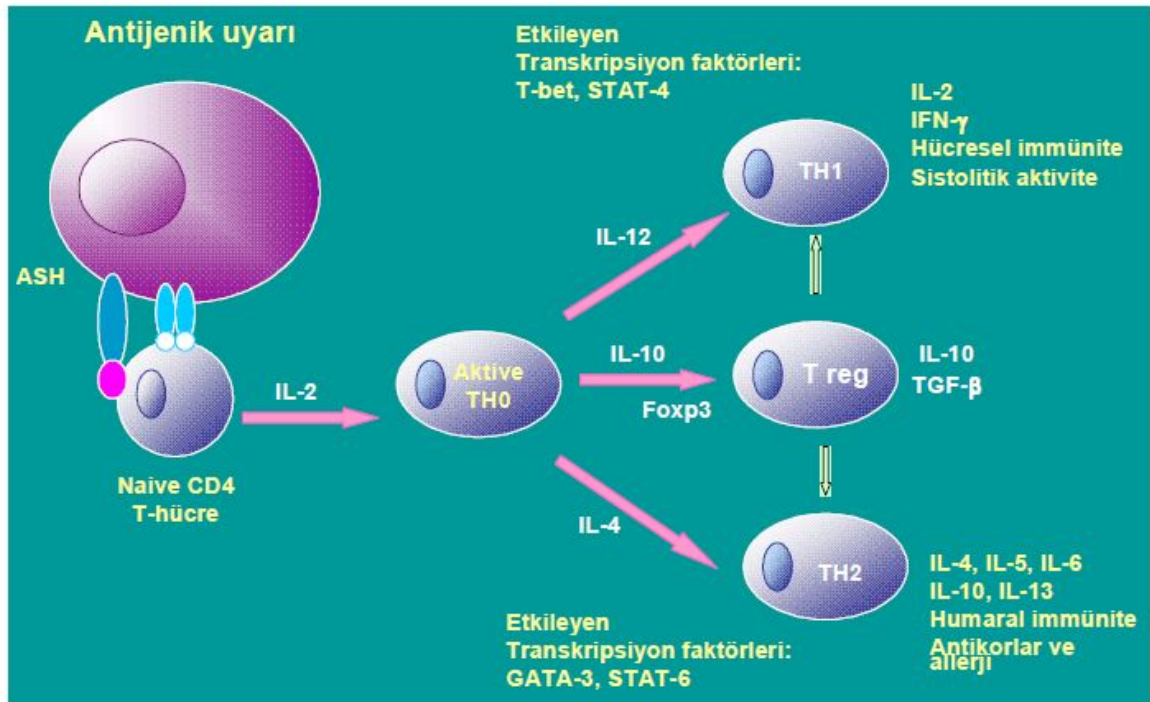 Antijenik uyarı
ASH
Naive CD4
T-hücre
IL-2
Aktive
TH0
Etkileyen
Transkripsiyon faktörleri:
T-bet, STAT-4
IL-12
TH1
IL-2
IFN-γ
Hücresel immünite
Sistolitik aktivite
IL-10
Foxp3
T reg
IL-10
TGF-β
IL-4
TH2
IL-4, IL-5, IL-6
IL-10, IL-13
Humaral immünite
Antikorlar ve
allerji
Etkileyen
Transkripsiyon faktörleri:
GATA-3, STAT-6